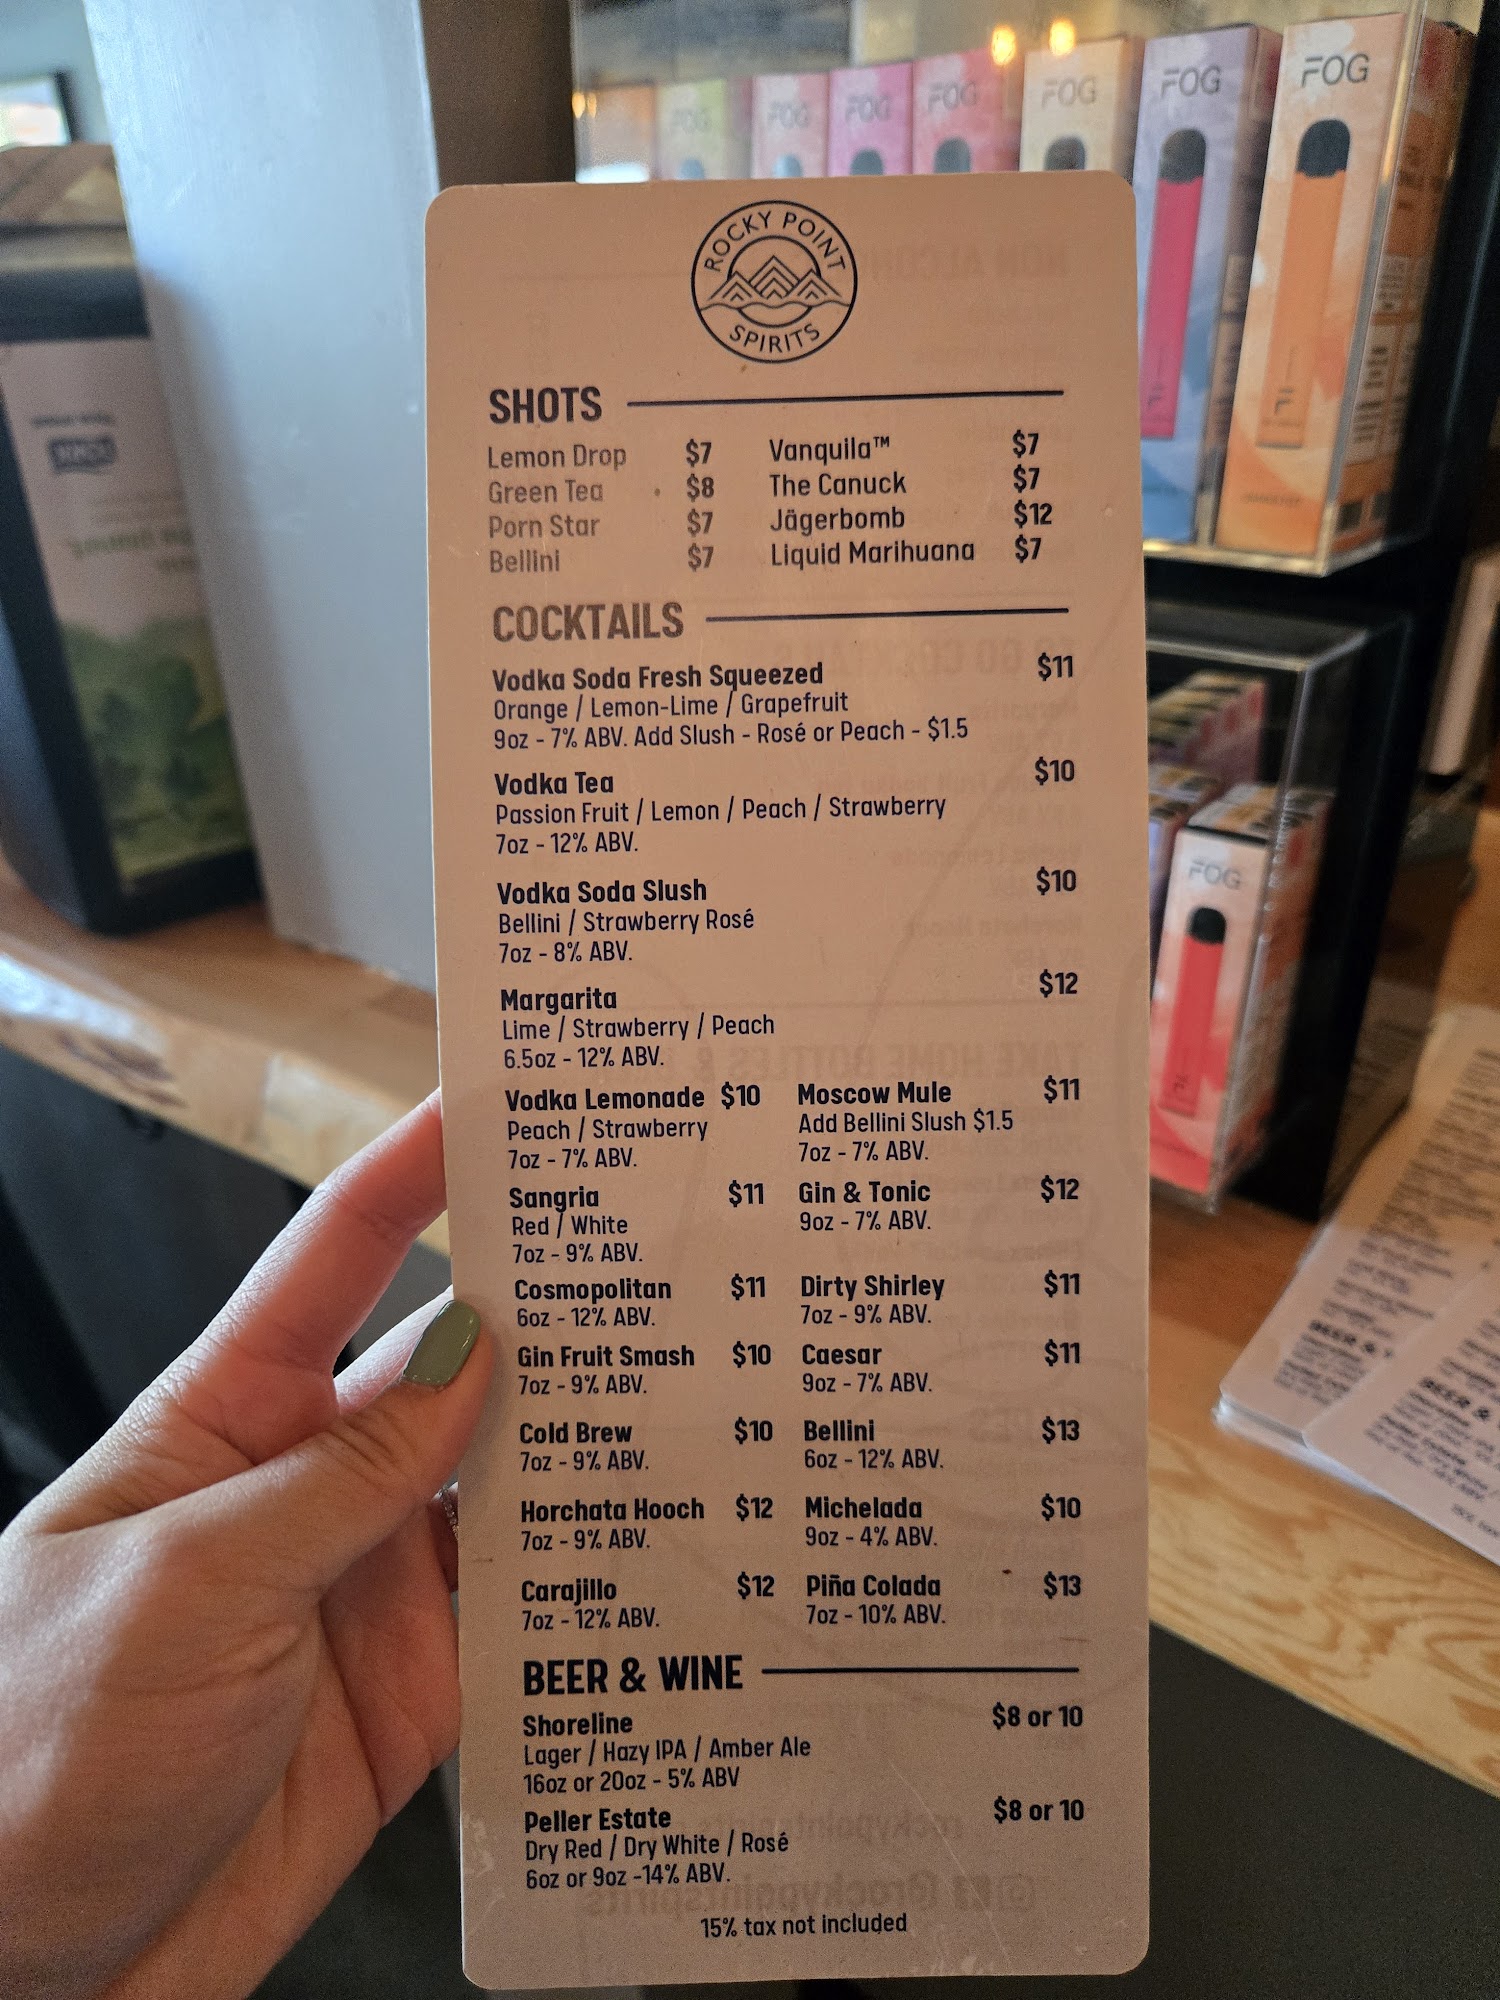 FOG
FOG
FOG
FOG
FOG
FOG
FOG
ROCKY POINT
SPIRITS
SHOTS
Lemon Drop $7 Vanquila™ $7
Green Tea $8 The Canuck $7
Porn Star $7 Jägerbomb $12
Bellini $7 Liquid Marihuana $7
COCKTAILS
Vodka Soda Fresh Squeezed $11
Orange / Lemon-Lime / Grapefruit
9oz - 7% ABV. Add Slush - Rosé or Peach - $1.5
Vodka Tea $10
Passion Fruit / Lemon / Peach / Strawberry
7oz - 12% ABV.
Vodka Soda Slush $10
Bellini / Strawberry Rosé
7oz - 8% ABV.
Margarita $12
Lime / Strawberry / Peach
6.5oz - 12% ABV.
Vodka Lemonade $10 Moscow Mule $11
Peach / Strawberry Add Bellini Slush $1.5
7oz - 7% ABV. 7oz - 7% ABV.
Sangria $11 Gin & Tonic $12
Red / White 9oz - 7% ABV.
7oz - 9% ABV.
Cosmopolitan $11 Dirty Shirley $11
6oz - 12% ABV. 7oz - 9% ABV.
Gin Fruit Smash $10 Caesar $11
7oz - 9% ABV. 9oz - 7% ABV.
Cold Brew $10 Bellini $13
7oz - 9% ABV. 6oz - 12% ABV.
Horchata Hooch $12 Michelada $10
7oz - 9% ABV. 9oz - 4% ABV.
Carajillo $12 Piña Colada $13
7oz - 12% ABV. 7oz - 10% ABV.
BEER & WINE
Shoreline $8 or 10
Lager / Hazy IPA / Amber Ale
16oz or 20oz - 5% ABV
Peller Estate $8 or 10
Dry Red / Dry White / Rosé
6oz or 9oz -14% ABV.
15% tax not included
FOG
BEER &
BEER &